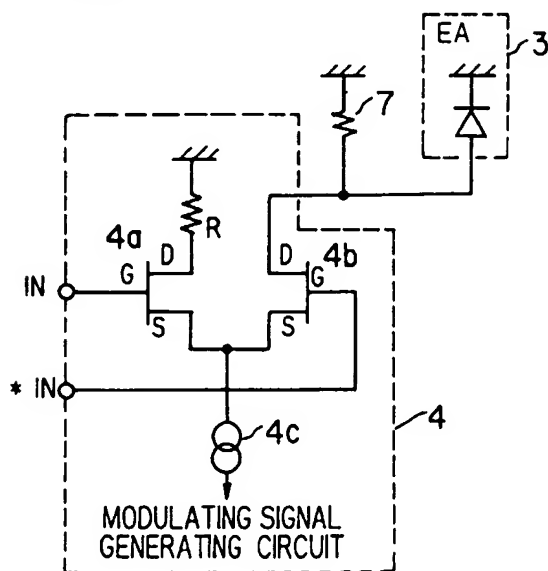 EA
3
7
4a
D
R
D
4b
G
G
IN
S
S
* IN
4c
4
MODULATING SIGNAL
GENERATING CIRCUIT